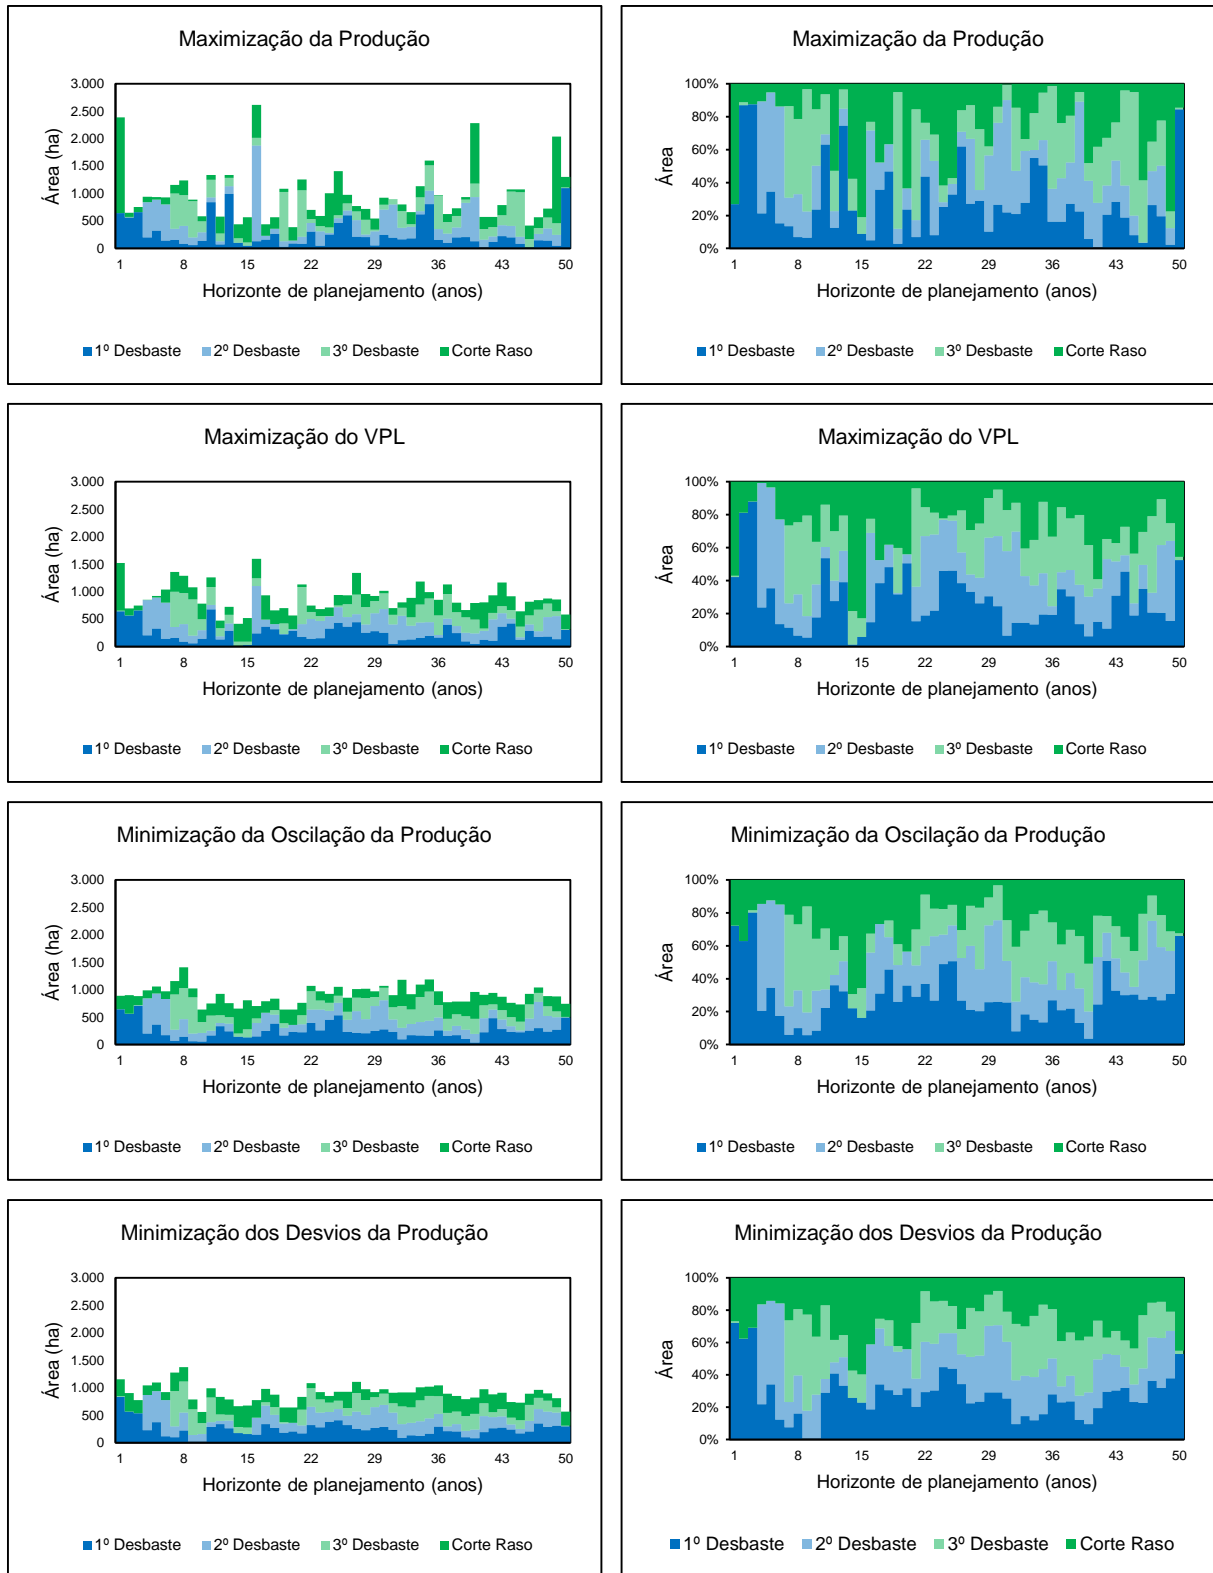 Maximização da Produção
3.000
2.500
2.000
1.500
1.000
500
0
Área (ha)
1 8 15 22 29 36 43 50
Horizonte de planejamento (anos)
1º Desbaste 2º Desbaste 3º Desbaste Corte Raso
Maximização da Produção
100%
80%
60%
40%
20%
0%
Área
1 8 15 22 29 36 43 50
Horizonte de planejamento (anos)
1º Desbaste 2º Desbaste 3º Desbaste Corte Raso
Maximização do VPL
3.000
2.500
2.000
1.500
1.000
500
0
Área (ha)
1 8 15 22 29 36 43 50
Horizonte de planejamento (anos)
1º Desbaste 2º Desbaste 3º Desbaste Corte Raso
Maximização do VPL
100%
80%
60%
40%
20%
0%
Área
1 8 15 22 29 36 43 50
Horizonte de planejamento (anos)
1º Desbaste 2º Desbaste 3º Desbaste Corte Raso
Minimização da Oscilação da Produção
3.000
2.500
2.000
1.500
1.000
500
0
Área (ha)
1 8 15 22 29 36 43 50
Horizonte de planejamento (anos)
1º Desbaste 2º Desbaste 3º Desbaste Corte Raso
Minimização da Oscilação da Produção
100%
80%
60%
40%
20%
0%
Área
1 8 15 22 29 36 43 50
Horizonte de planejamento (anos)
1º Desbaste 2º Desbaste 3º Desbaste Corte Raso
Minimização dos Desvios da Produção
3.000
2.500
2.000
1.500
1.000
500
0
Área (ha)
1 8 15 22 29 36 43 50
Horizonte de planejamento (anos)
1º Desbaste 2º Desbaste 3º Desbaste Corte Raso
Minimização dos Desvios da Produção
100%
80%
60%
40%
20%
0%
Área
1 8 15 22 29 36 43 50
Horizonte de planejamento (anos)
1º Desbaste 2º Desbaste 3º Desbaste Corte Raso